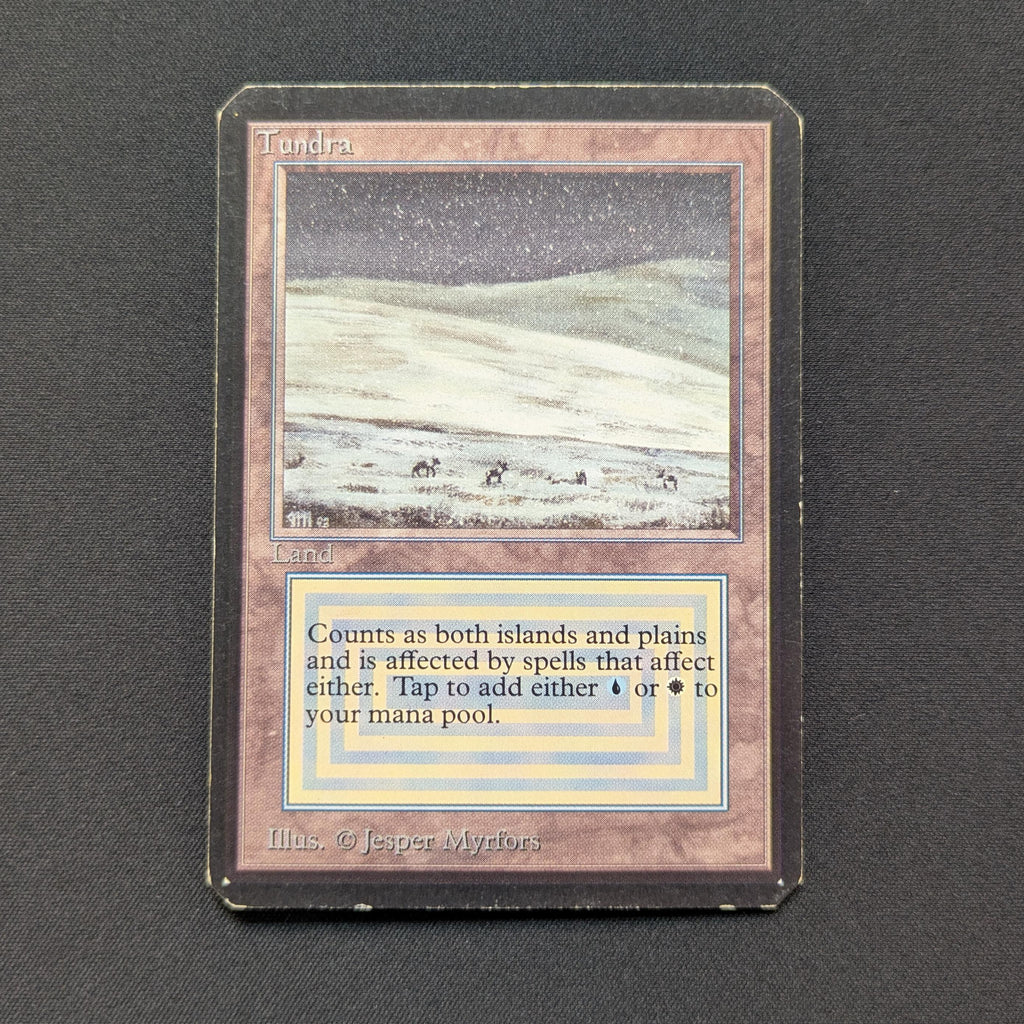 Tundra
Land
Counts as both islands and plains
and is affected by spells that affect
either. Tap to add either or to
your mana pool.
Illus. © Jesper Myrfors